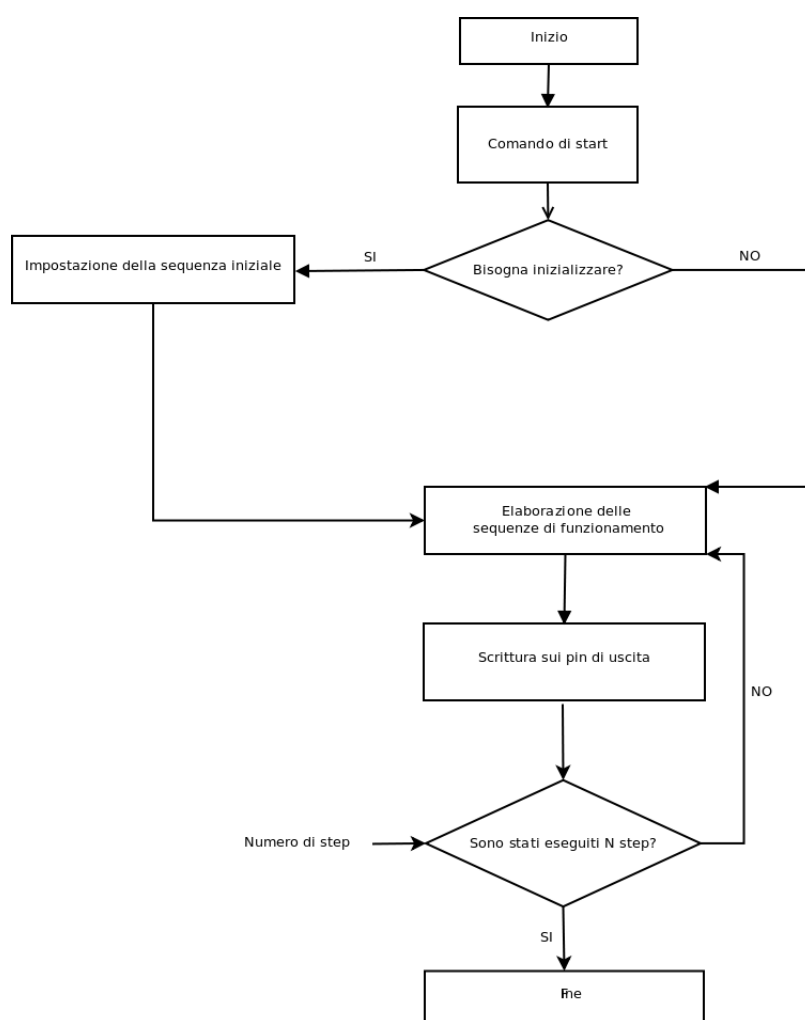 Inizio
Comando di start
Bisogna inizializzare?
SI
NO
Impostazione della sequenza iniziale
Elaborazione delle
sequenze di funzionamento
Scrittura sui pin di uscita
NO
Numero di step
Sono stati eseguiti N step?
SI
Fine